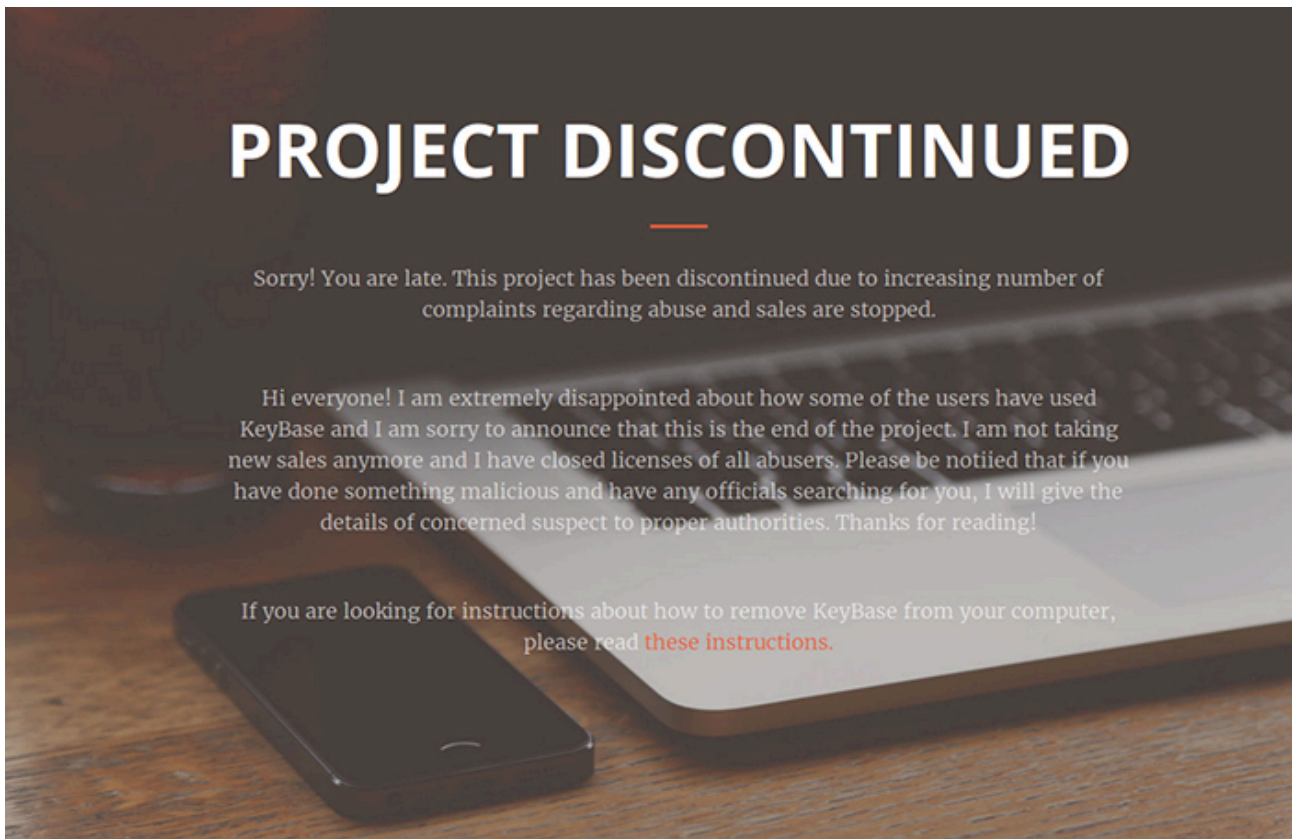 PROJECT DISCONTINUED
Sorry! You are late. This project has been discontinued due to increasing number of
complaints regarding abuse and sales are stopped.
Hi everyone! I am extremely disappointed about how some of the users have used
KeyBase and I am sorry to announce that this is the end of the project. I am not taking
new sales anymore and I have closed licenses of all abusers. Please be notiied that if you
have done something malicious and have any officials searching for you, I will give the
details of concerned suspect to proper authorities. Thanks for reading!
If you are looking for instructions about how to remove KeyBase from your computer,
please read these instructions.